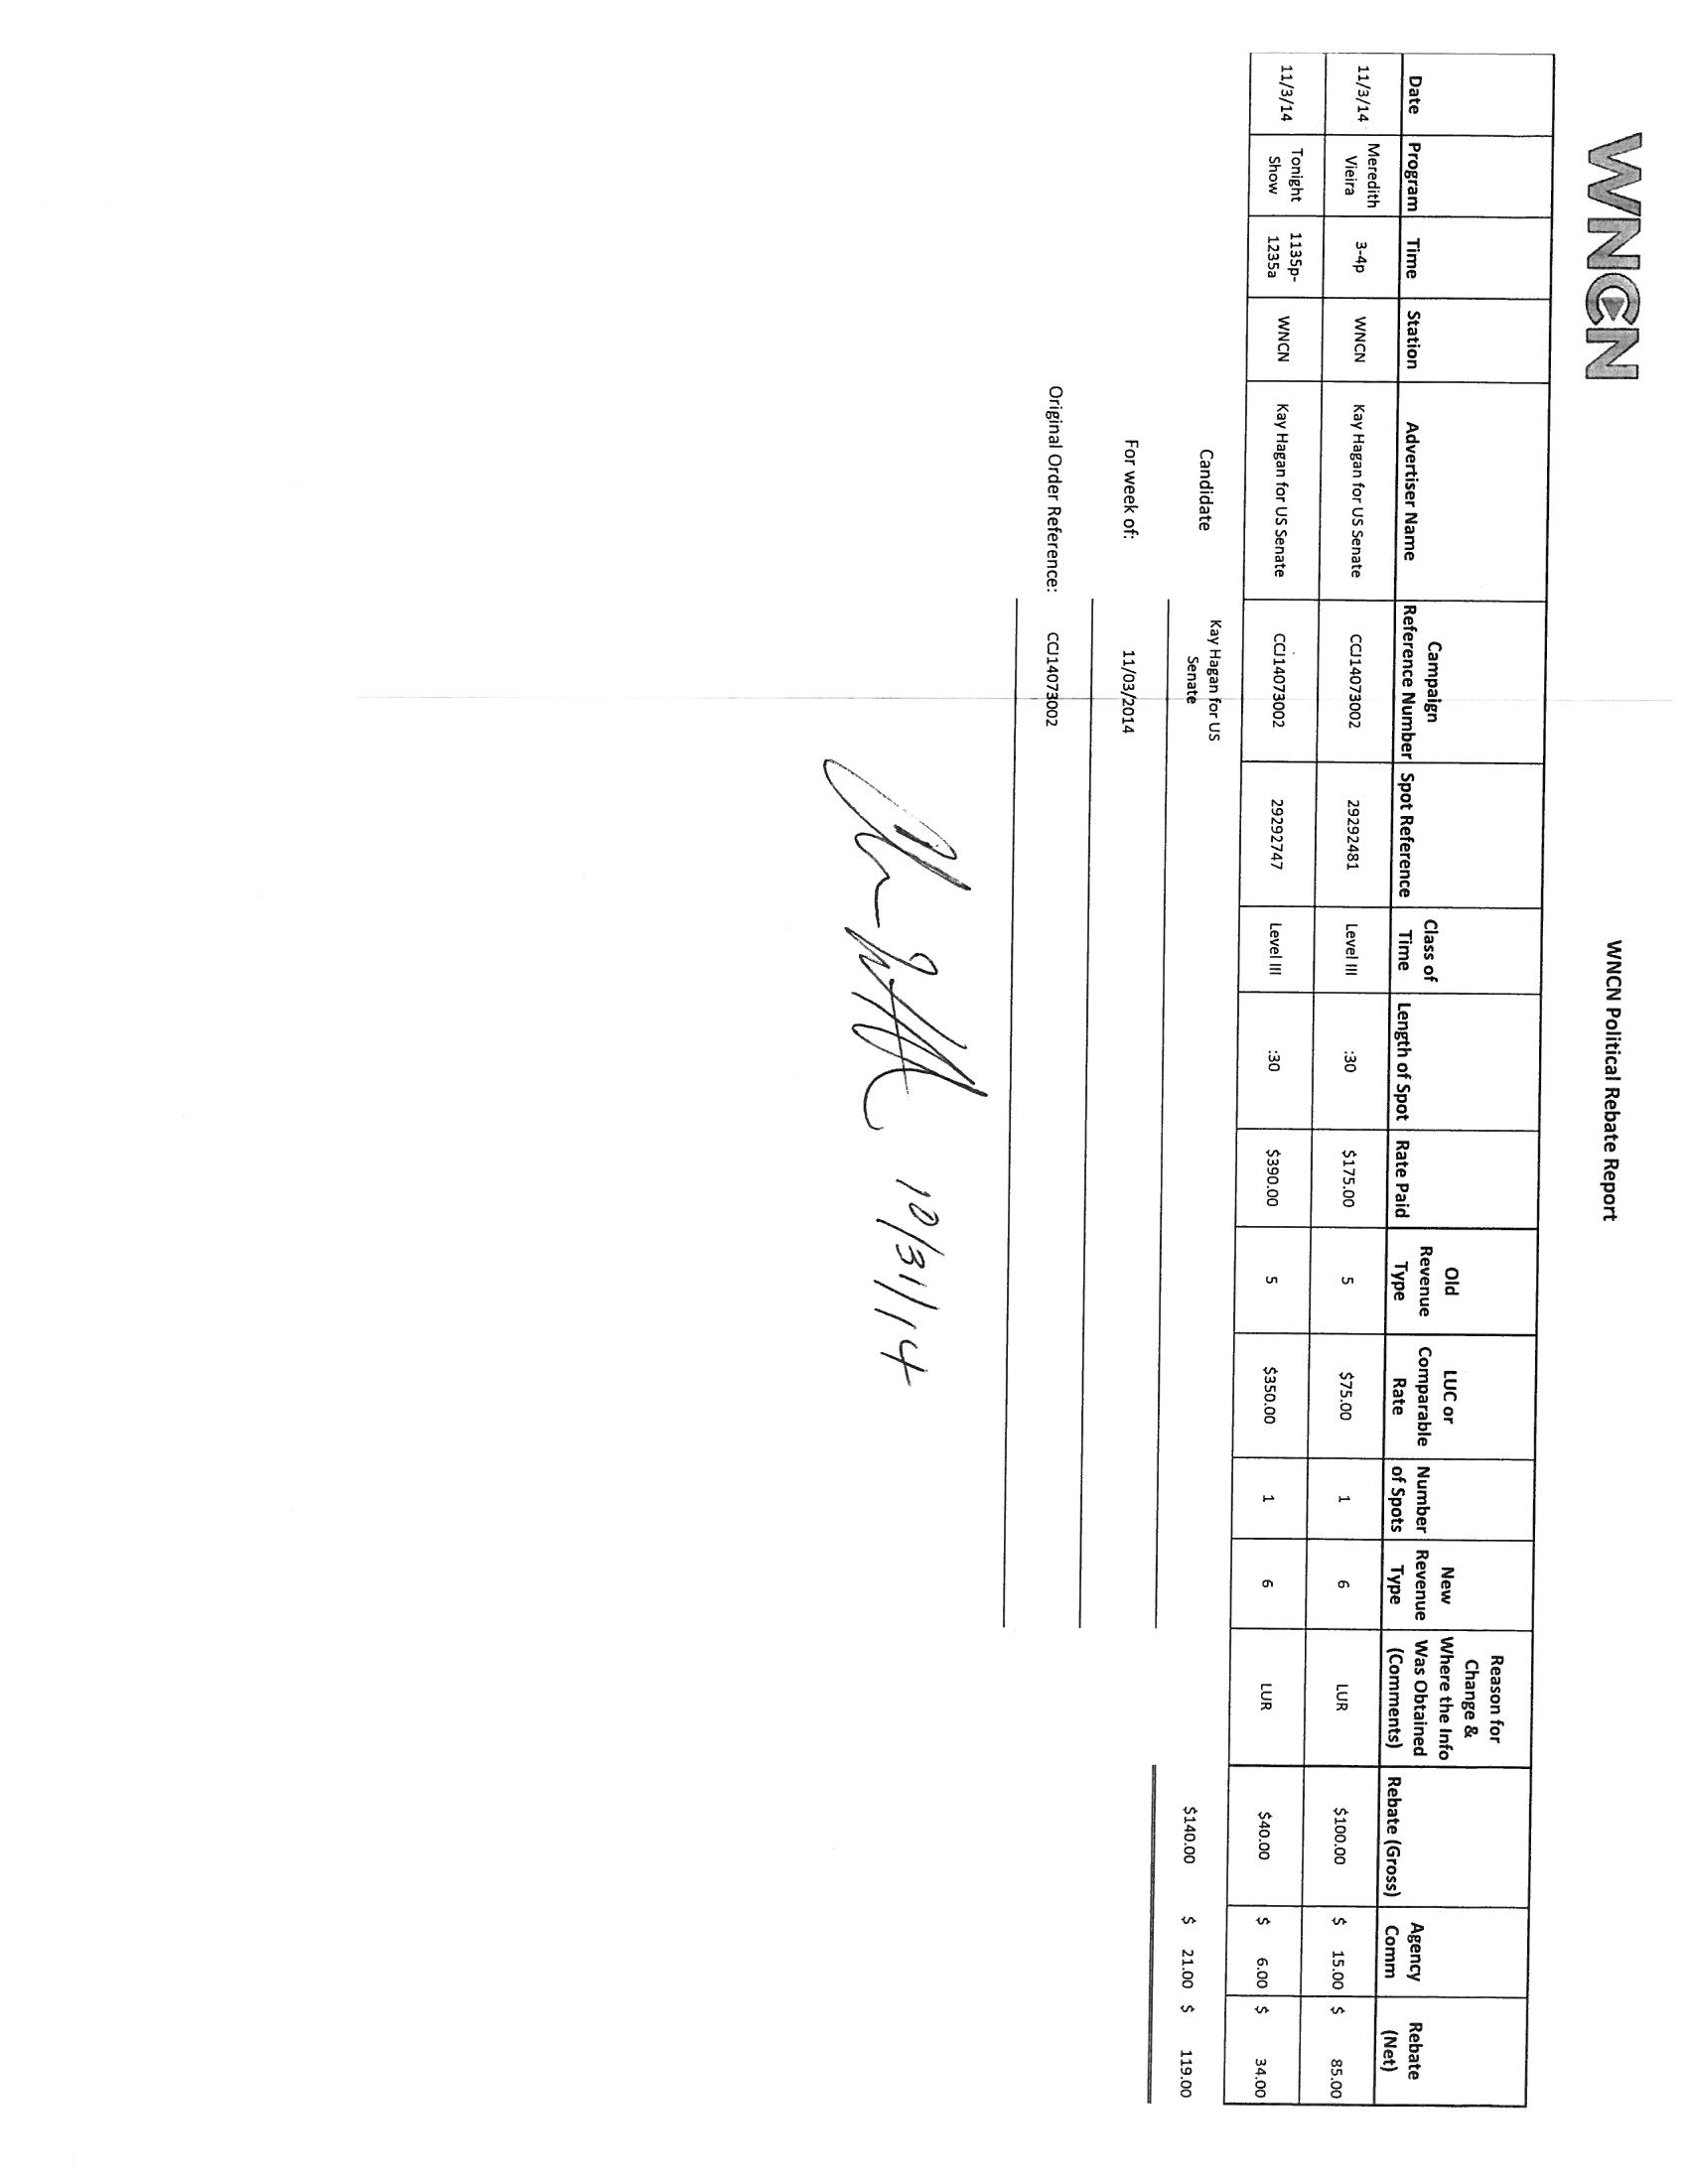 WNCN
WNCN Political Rebate Report
Date Program Time Station Advertiser Name Campaign Reference Number Spot Reference Class of Time Length of Spot Rate Paid Old Revenue Type LUC or Comparable Rate Number of Spots New Revenue Type Reason for Change & Where the Info Was Obtained (Comments) Rebate (Gross) Agency Comm Rebate (Net)
11/3/14 Meredith Vieira 3-4p WNCN Kay Hagan for US Senate CCJ14073002 29292481 Level III :30 $175.00 5 $75.00 1 6 LUR $100.00 $ 15.00 $ 85.00
11/3/14 Tonight Show 1135p-1235a WNCN Kay Hagan for US Senate CCJ14073002 29292747 Level III :30 $390.00 5 $350.00 1 6 LUR $40.00 $ 6.00 $ 34.00
$140.00 $ 21.00 $ 119.00
Candidate Kay Hagan for US Senate
For week of: 11/03/2014
Original Order Reference: CCJ14073002
10/31/14